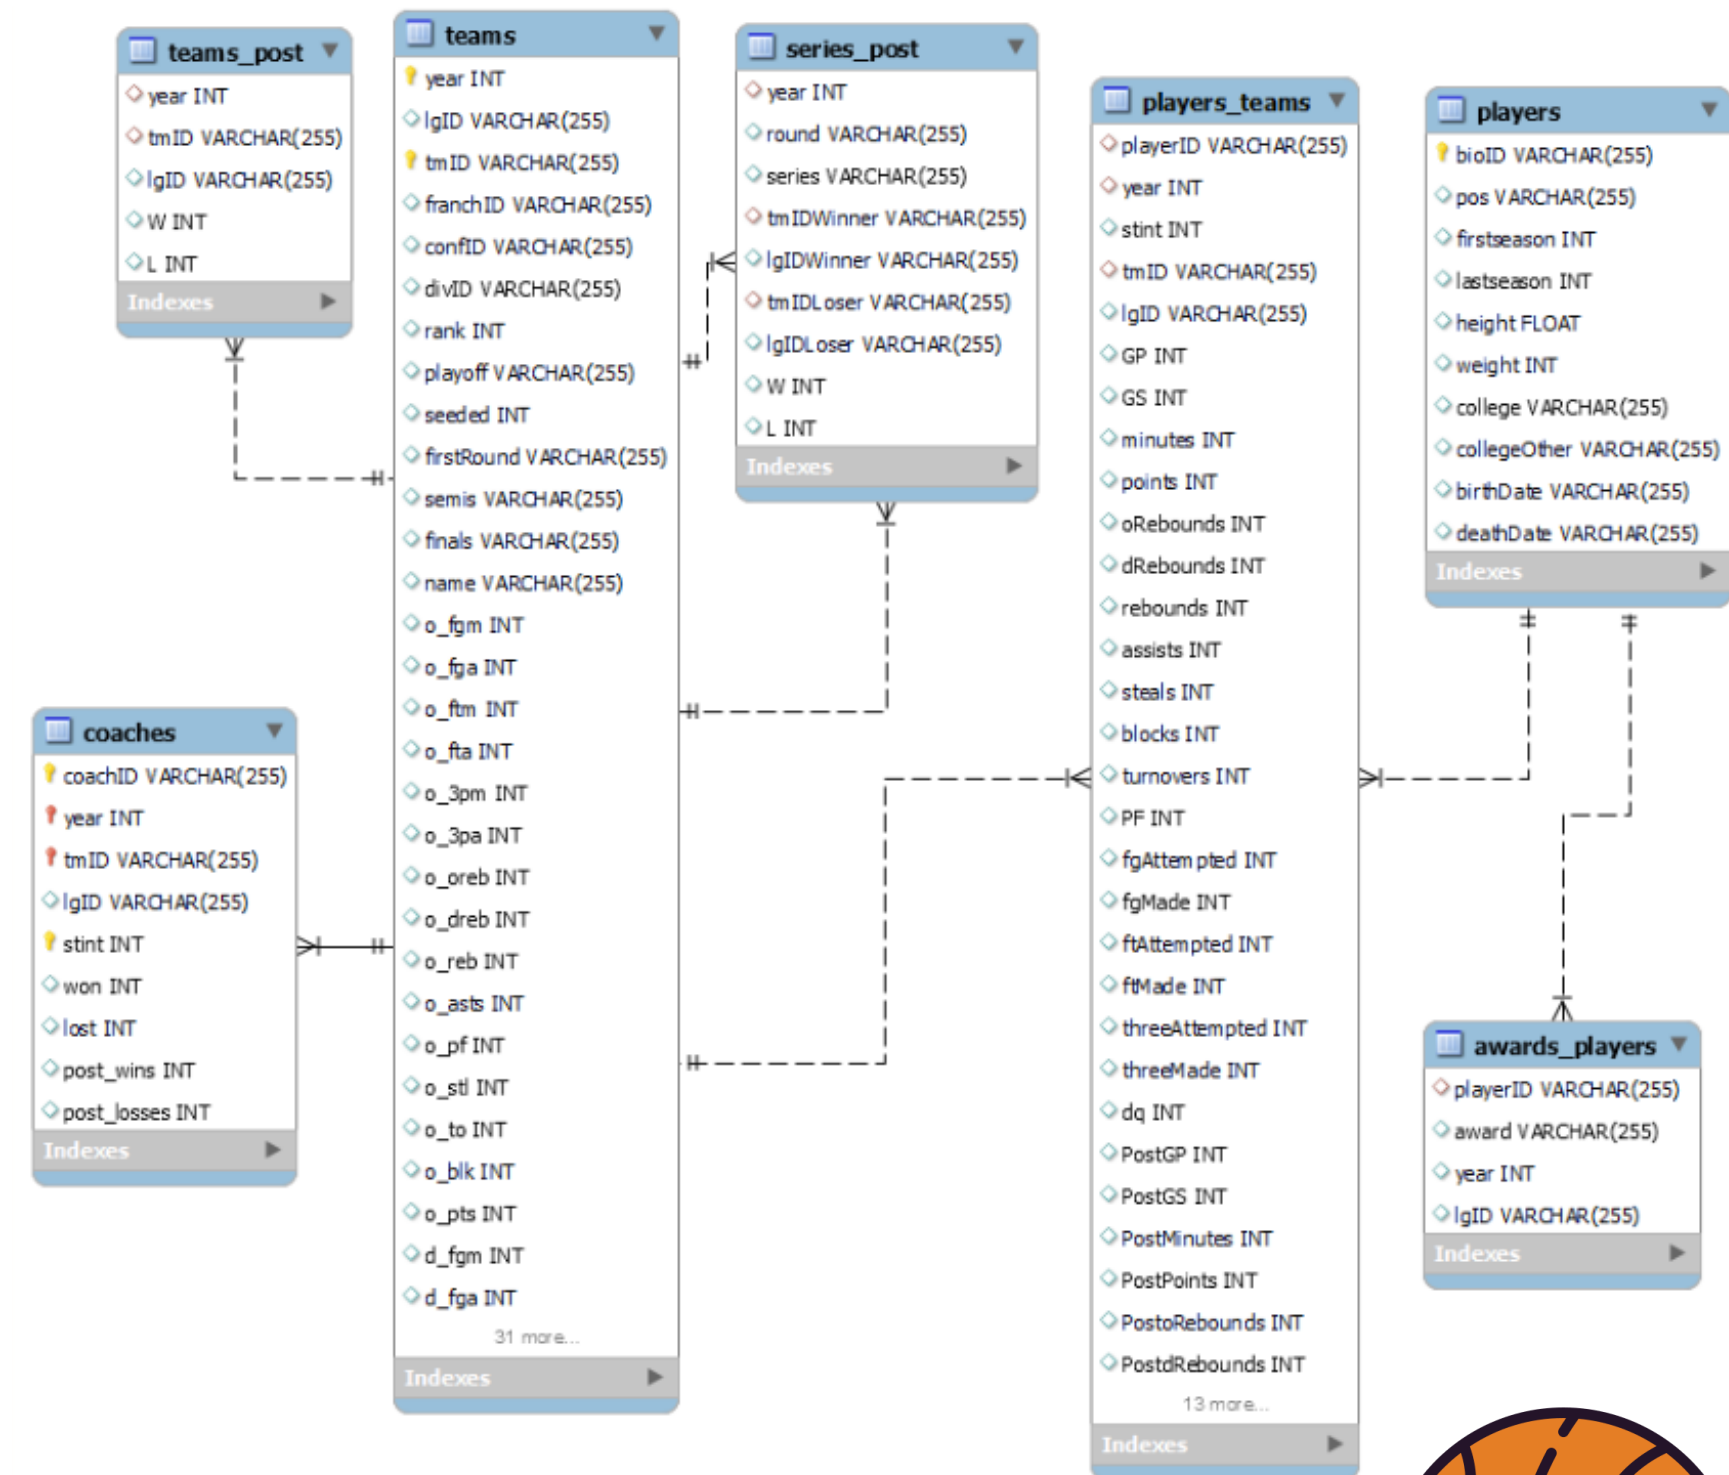 teams_post
year INT
tmID VARCHAR(255)
lgID VARCHAR(255)
W INT
L INT
Indexes
teams
year INT
lgID VARCHAR(255)
tmID VARCHAR(255)
franchID VARCHAR(255)
confID VARCHAR(255)
divID VARCHAR(255)
rank INT
playoff VARCHAR(255)
seeded INT
firstRound VARCHAR(255)
semis VARCHAR(255)
finals VARCHAR(255)
name VARCHAR(255)
o_fgm INT
o_fga INT
o_ftm INT
o_fta INT
o_3pm INT
o_3pa INT
o_oreb INT
o_dreb INT
o_reb INT
o_asts INT
o_pf INT
o_stl INT
o_to INT
o_blk INT
o_pts INT
d_fgm INT
d_fga INT
31 more...
Indexes
series_post
year INT
round VARCHAR(255)
series VARCHAR(255)
tmIDWinner VARCHAR(255)
lgIDWinner VARCHAR(255)
tmIDLoser VARCHAR(255)
lgIDLoser VARCHAR(255)
W INT
L INT
Indexes
players_teams
playerID VARCHAR(255)
year INT
stint INT
tmID VARCHAR(255)
lgID VARCHAR(255)
GP INT
GS INT
minutes INT
points INT
oRebounds INT
dRebounds INT
rebounds INT
assists INT
steals INT
blocks INT
turnovers INT
PF INT
fgAttempted INT
fgMade INT
ftAttempted INT
ftMade INT
threeAttempted INT
threeMade INT
dq INT
PostGP INT
PostGS INT
PostMinutes INT
PostPoints INT
PostoRebounds INT
PostdRebounds INT
13 more...
Indexes
players
bioID VARCHAR(255)
pos VARCHAR(255)
firstseason INT
lastseason INT
height FLOAT
weight INT
college VARCHAR(255)
collegeOther VARCHAR(255)
birthDate VARCHAR(255)
deathDate VARCHAR(255)
Indexes
coaches
coachID VARCHAR(255)
year INT
tmID VARCHAR(255)
lgID VARCHAR(255)
stint INT
won INT
lost INT
post_wins INT
post_losses INT
Indexes
awards_players
playerID VARCHAR(255)
award VARCHAR(255)
year INT
lgID VARCHAR(255)
Indexes